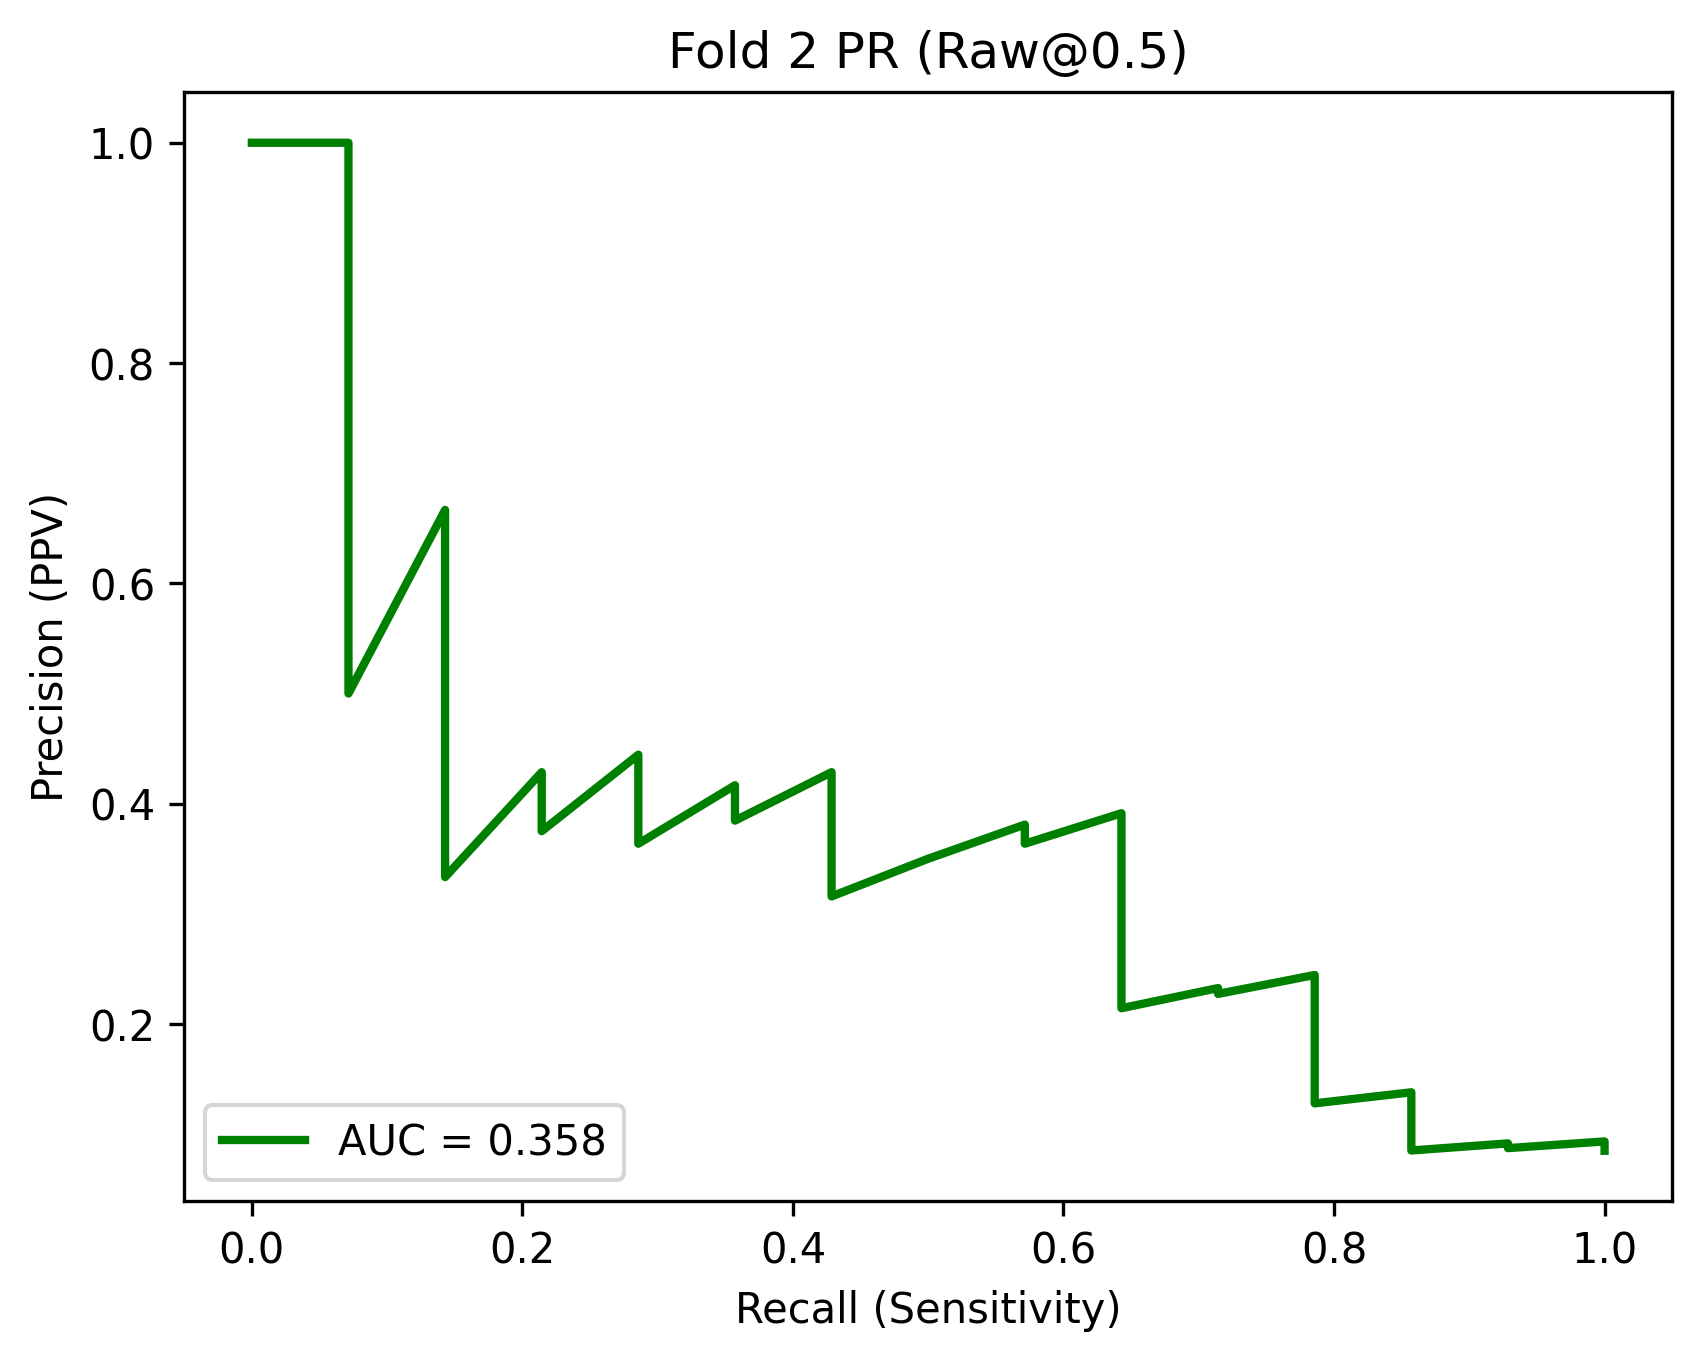 Fold 2 PR (Raw@0.5)
1.0
0.8
0.6
0.4
0.2
Precision (PPV)
AUC = 0.358
0.0 0.2 0.4 0.6 0.8 1.0
Recall (Sensitivity)